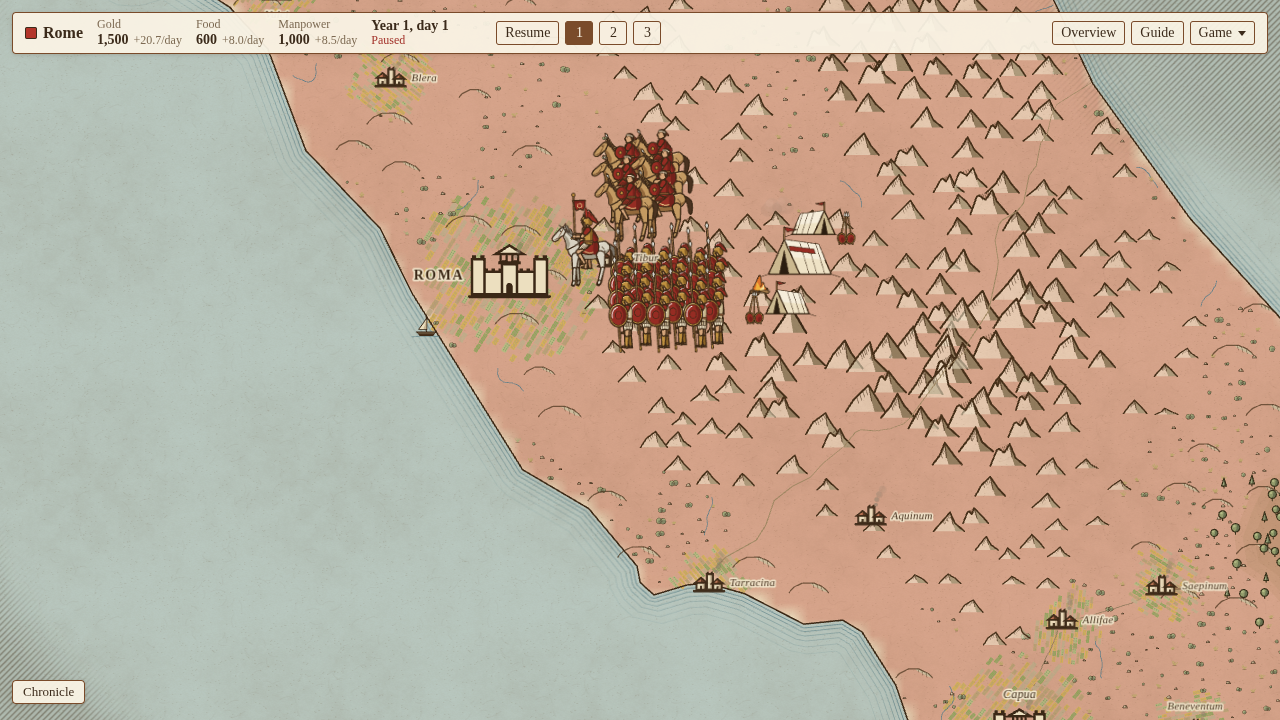 Rome
Gold
1,500 +20.7/day
Food
600 +8.0/day
Manpower
1,000 +8.5/day
Year 1, day 1
Paused
Resume
1
2
3
Overview
Guide
Game
Blera
ROMA
Tibur
Aquinum
Tarracina
Saepinum
Allifae
Capua
Beneventum
Chronicle